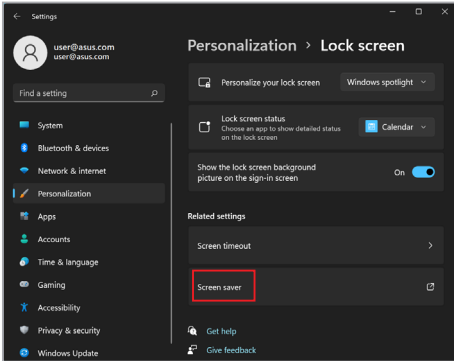 Settings
user@asus.com
user@asus.com
Find a setting
System
Bluetooth & devices
Network & internet
Personalization
Apps
Accounts
Time & language
Gaming
Accessibility
Privacy & security
Windows Update
Personalization > Lock screen
Personalize your lock screen
Windows spotlight
Lock screen status
Choose an app to show detailed status
on the lock screen
Calendar
Show the lock screen background
picture on the sign-in screen
On
Related settings
Screen timeout
Screen saver
Get help
Give feedback